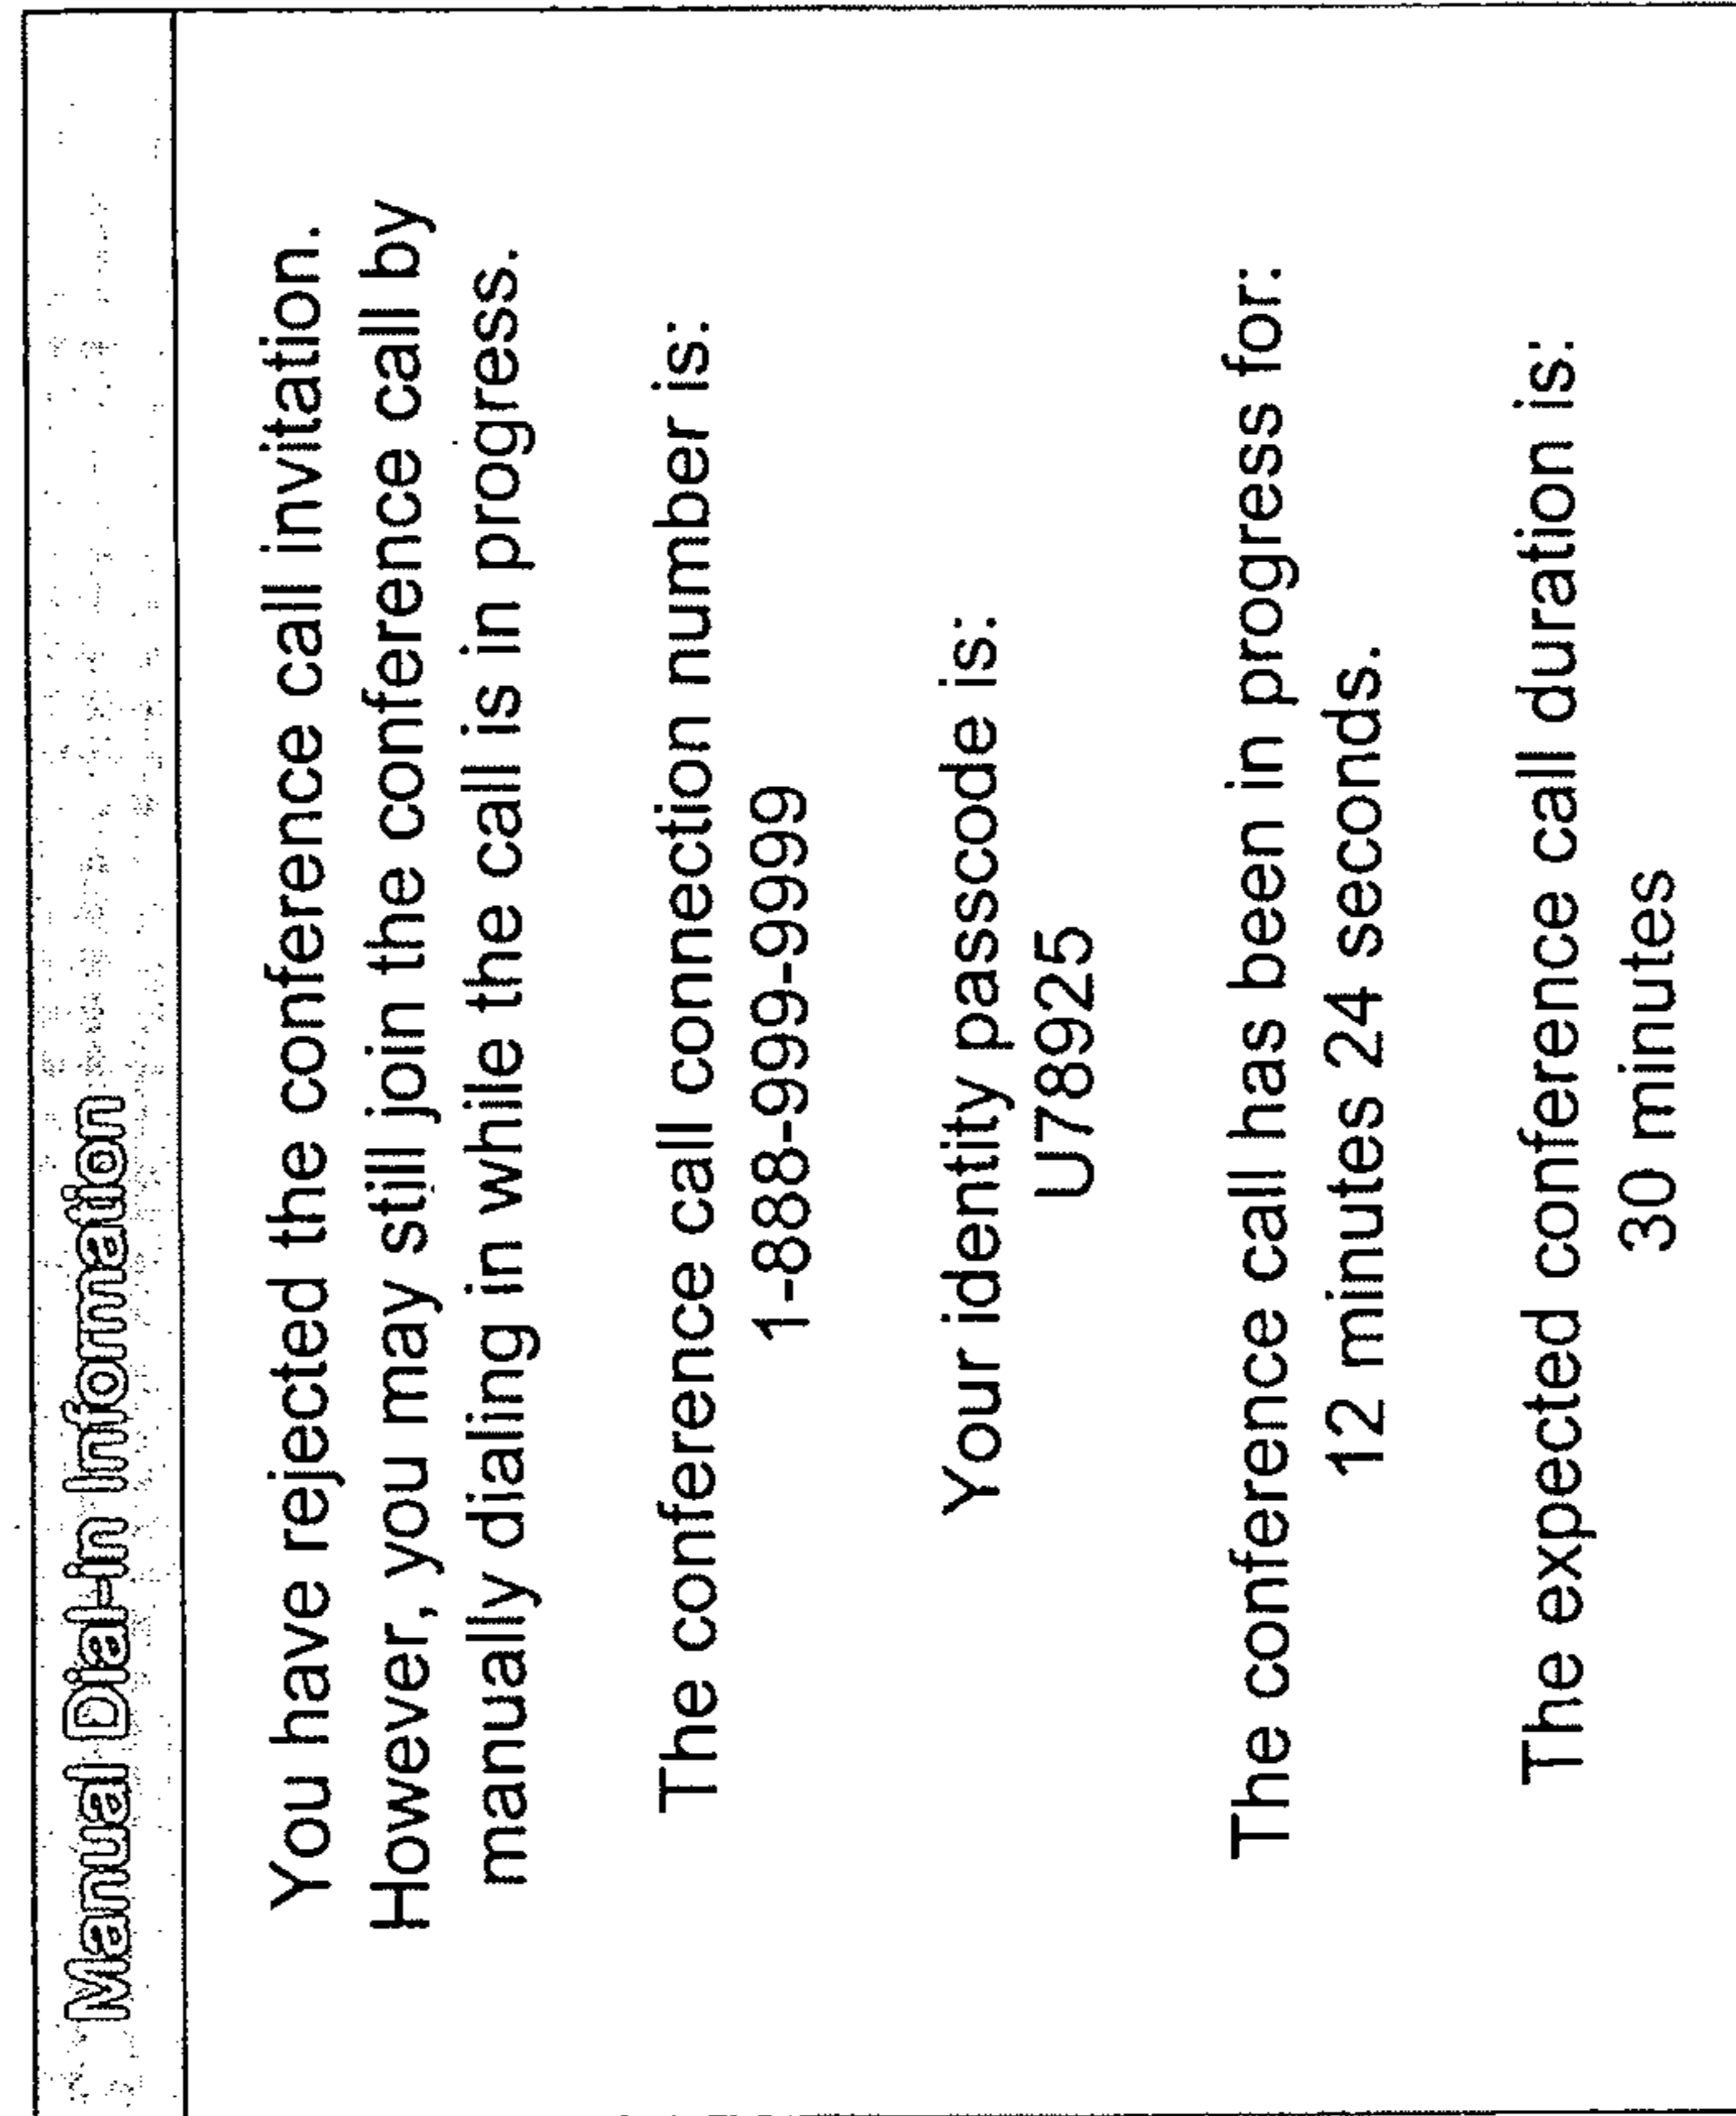 Manual Dial-in Information
You have rejected the conference call invitation.
However, you may still join the conference call by
manually dialing in while the call is in progress.
The conference call connection number is:
1-888-999-9999
Your identity passcode is:
U78925
The conference call has been in progress for:
12 minutes 24 seconds.
The expected conference call duration is:
30 minutes